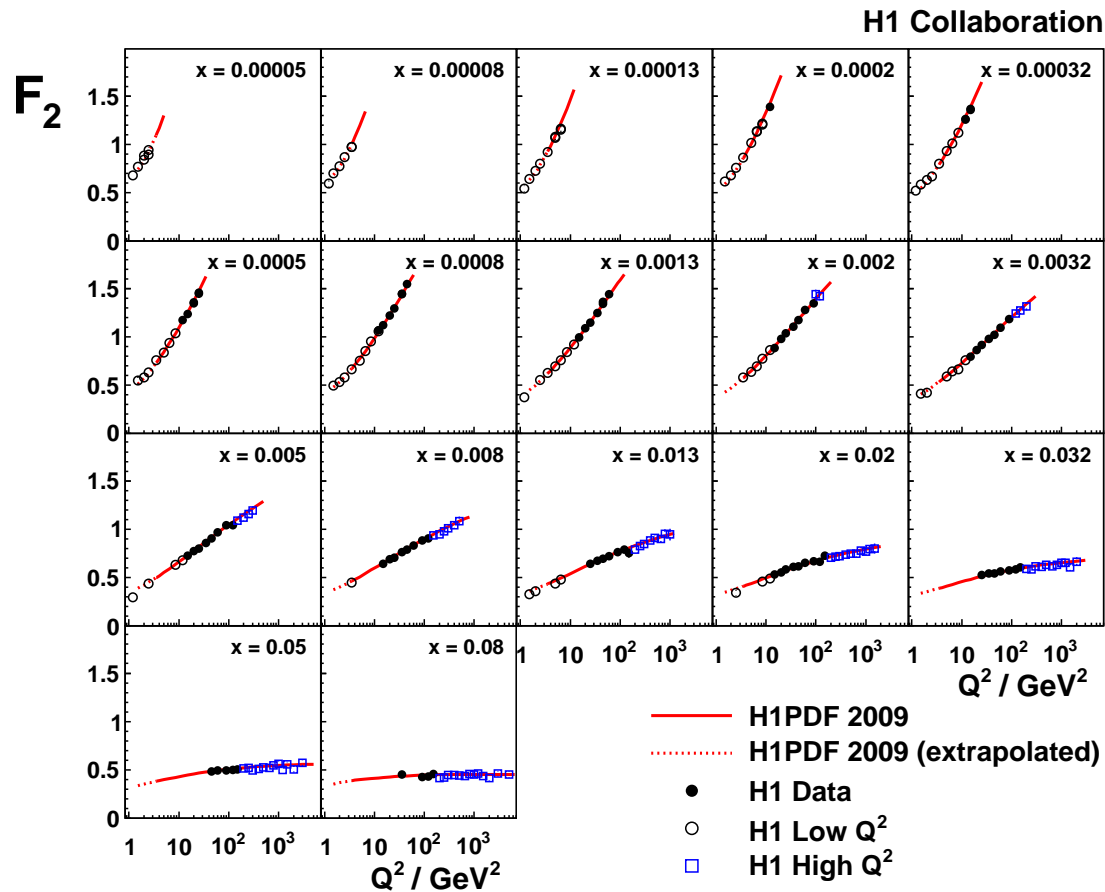 H1 Collaboration
F2
x = 0.00005
x = 0.00008
x = 0.00013
x = 0.0002
x = 0.00032
1.5
1
0.5
0
x = 0.0005
x = 0.0008
x = 0.0013
x = 0.002
x = 0.0032
1.5
1
0.5
0
x = 0.005
x = 0.008
x = 0.013
x = 0.02
x = 0.032
1.5
1
0.5
0
x = 0.05
x = 0.08
1.5
1
0.5
0
1 10 10² 10³
1 10 10² 10³
1 10 10² 10³
1 10 10² 10³
1 10 10² 10³
Q² / GeV²
Q² / GeV²
H1PDF 2009
H1PDF 2009 (extrapolated)
H1 Data
H1 Low Q²
H1 High Q²